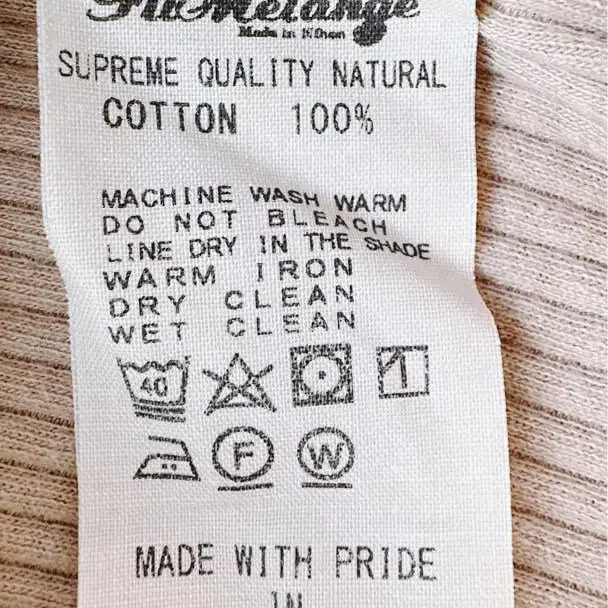 FilMelange
Made in Nihon
SUPREME QUALITY NATURAL
COTTON 100%
MACHINE WASH WARM
DO NOT BLEACH
LINE DRY IN THE SHADE
WARM IRON
DRY CLEAN
WET CLEAN
40
F W
MADE WITH PRIDE
IN